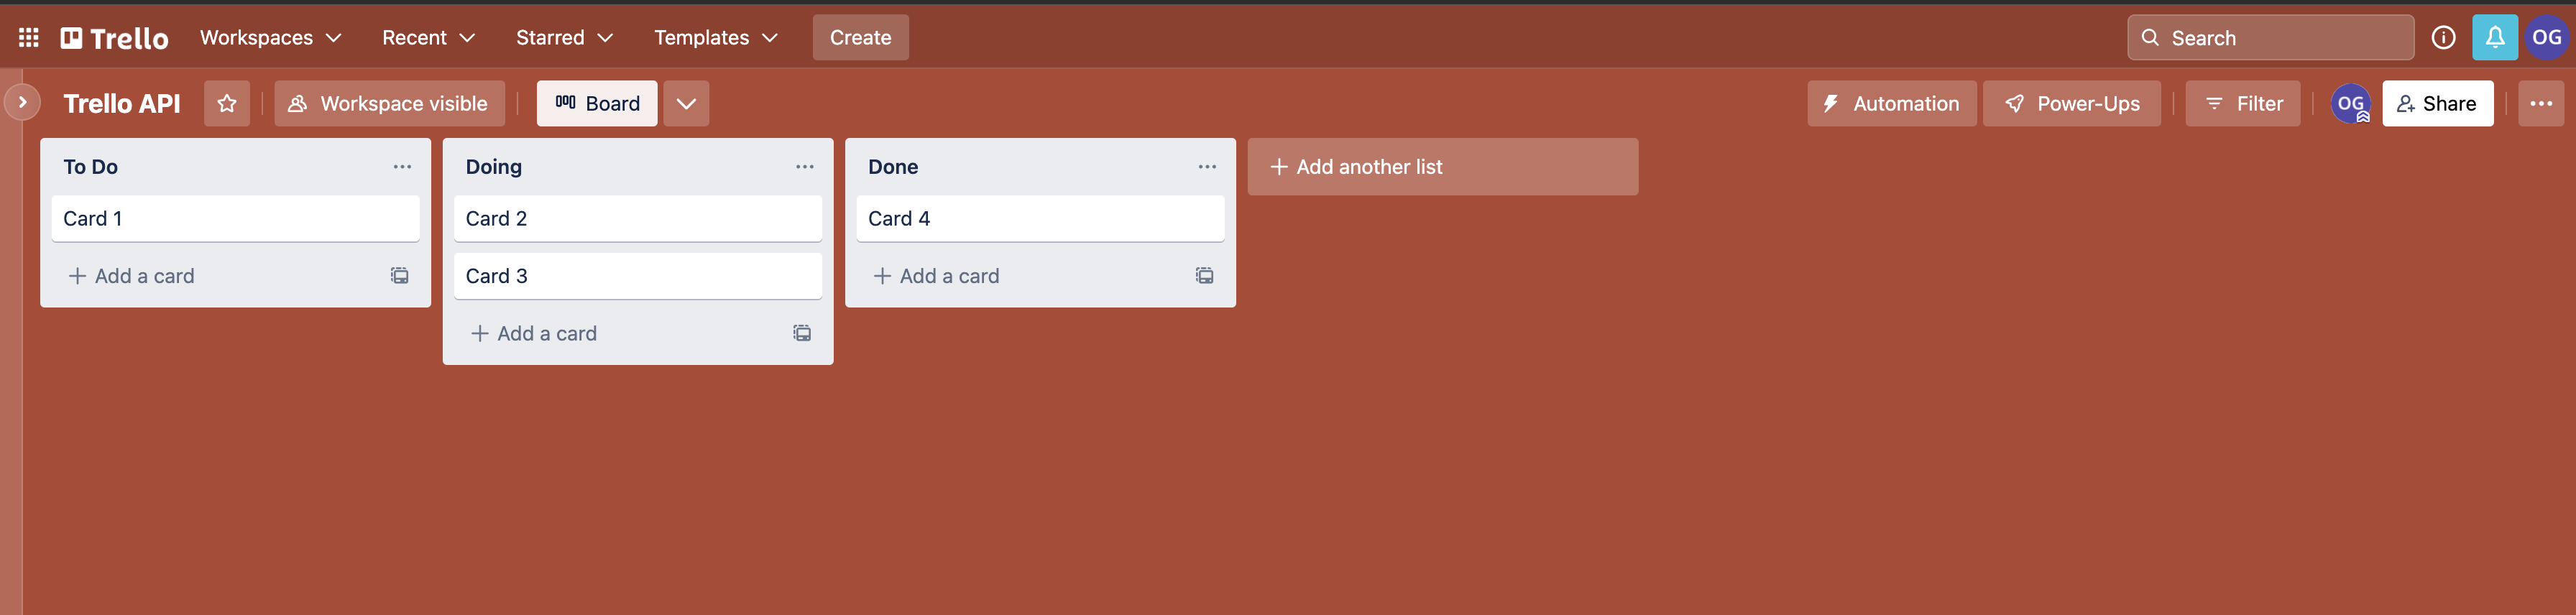 Trello Workspaces Recent Starred Templates Create Search OG
Trello API Workspace visible Board Automation Power-Ups Filter OG Share
To Do Doing Done + Add another list
Card 1 Card 2 Card 4
+ Add a card Card 3 + Add a card
+ Add a card